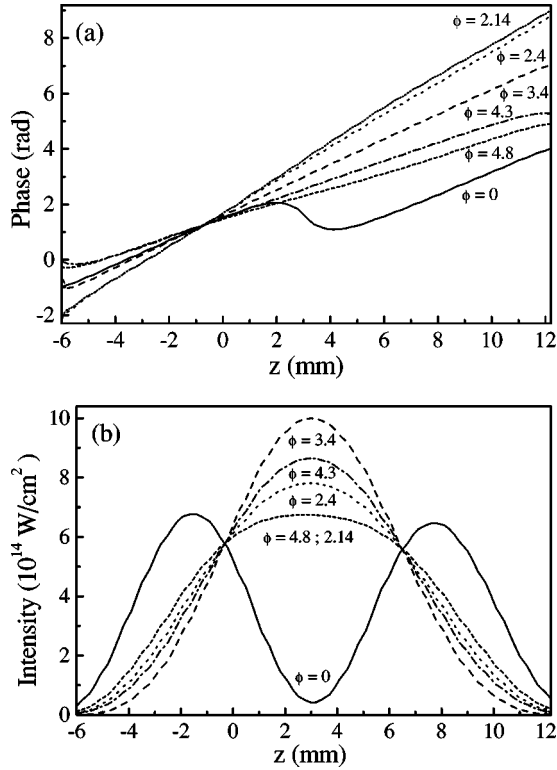 (a)
ϕ = 2.14
ϕ = 2.4
ϕ = 3.4
ϕ = 4.3
ϕ = 4.8
ϕ = 0
8
6
4
2
0
-2
Phase (rad)
-6 -4 -2 0 2 4 6 8 10 12
z (mm)
(b)
ϕ = 3.4
ϕ = 4.3
ϕ = 2.4
ϕ = 4.8 ; 2.14
ϕ = 0
10
8
6
4
2
0
Intensity (10¹⁴ W/cm²)
-6 -4 -2 0 2 4 6 8 10 12
z (mm)